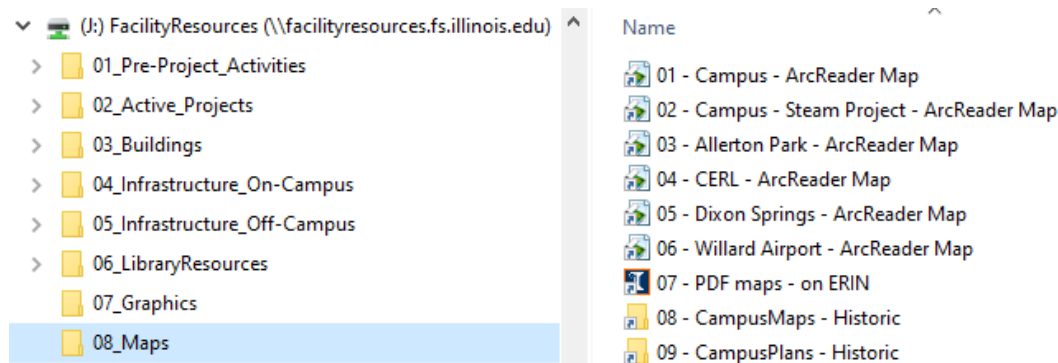 (J:) FacilityResources (\\facilityresources.fs.illinois.edu)
01_Pre-Project_Activities
02_Active_Projects
03_Buildings
04_Infrastructure_On-Campus
05_Infrastructure_Off-Campus
06_LibraryResources
07_Graphics
08_Maps
Name
01 - Campus - ArcReader Map
02 - Campus - Steam Project - ArcReader Map
03 - Allerton Park - ArcReader Map
04 - CERL - ArcReader Map
05 - Dixon Springs - ArcReader Map
06 - Willard Airport - ArcReader Map
07 - PDF maps - on ERIN
08 - CampusMaps - Historic
09 - CampusPlans - Historic